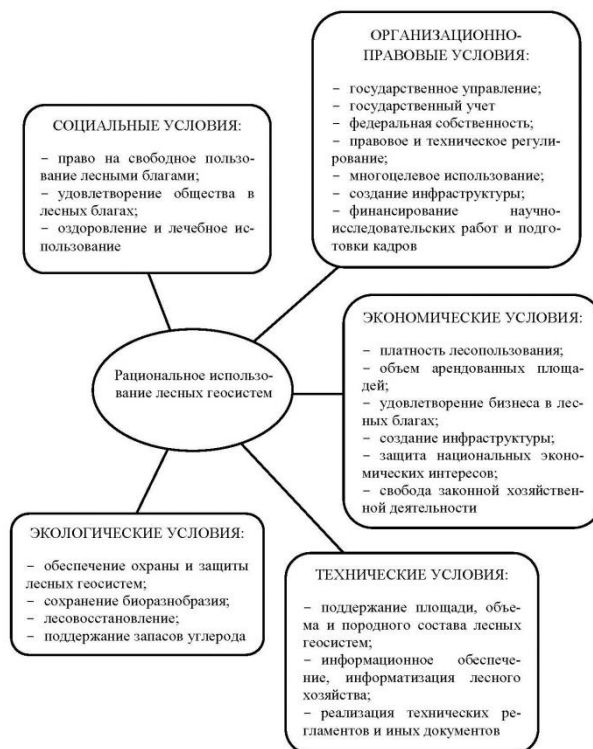 ОРГАНИЗАЦИОННО-
ПРАВОВЫЕ УСЛОВИЯ:
– государственное управление;
– государственный учет
– федеральная собственность;
– правовое и техническое регули-
рование;
– многоцелевое использование;
– создание инфраструктуры;
– финансирование научно-
исследовательских работ и подго-
товки кадров
СОЦИАЛЬНЫЕ УСЛОВИЯ:
– право на свободное пользо-
вание лесными благами;
– удовлетворение общества в
лесных благах;
– оздоровление и лечебное ис-
пользование
Рациональное использо-
вание лесных геосистем
ЭКОНОМИЧЕСКИЕ УСЛОВИЯ:
– платность лесопользования;
– объем арендованных площа-
дей;
– удовлетворение бизнеса в лес-
ных благах;
– создание инфраструктуры;
– защита национальных эконо-
мических интересов;
– свобода законной хозяйствен-
ной деятельности
ЭКОЛОГИЧЕСКИЕ УСЛОВИЯ:
– обеспечение охраны и защиты
лесных геосистем;
– сохранение биоразнобразия;
– лесовосстановление;
– поддержание запасов углерода
ТЕХНИЧЕСКИЕ УСЛОВИЯ:
– поддержание площади, объе-
ма и породного состава лесных
геосистем;
– информационное обеспече-
ние, информатизация лесного
хозяйства;
– реализация технических ре-
гламентов и иных документов